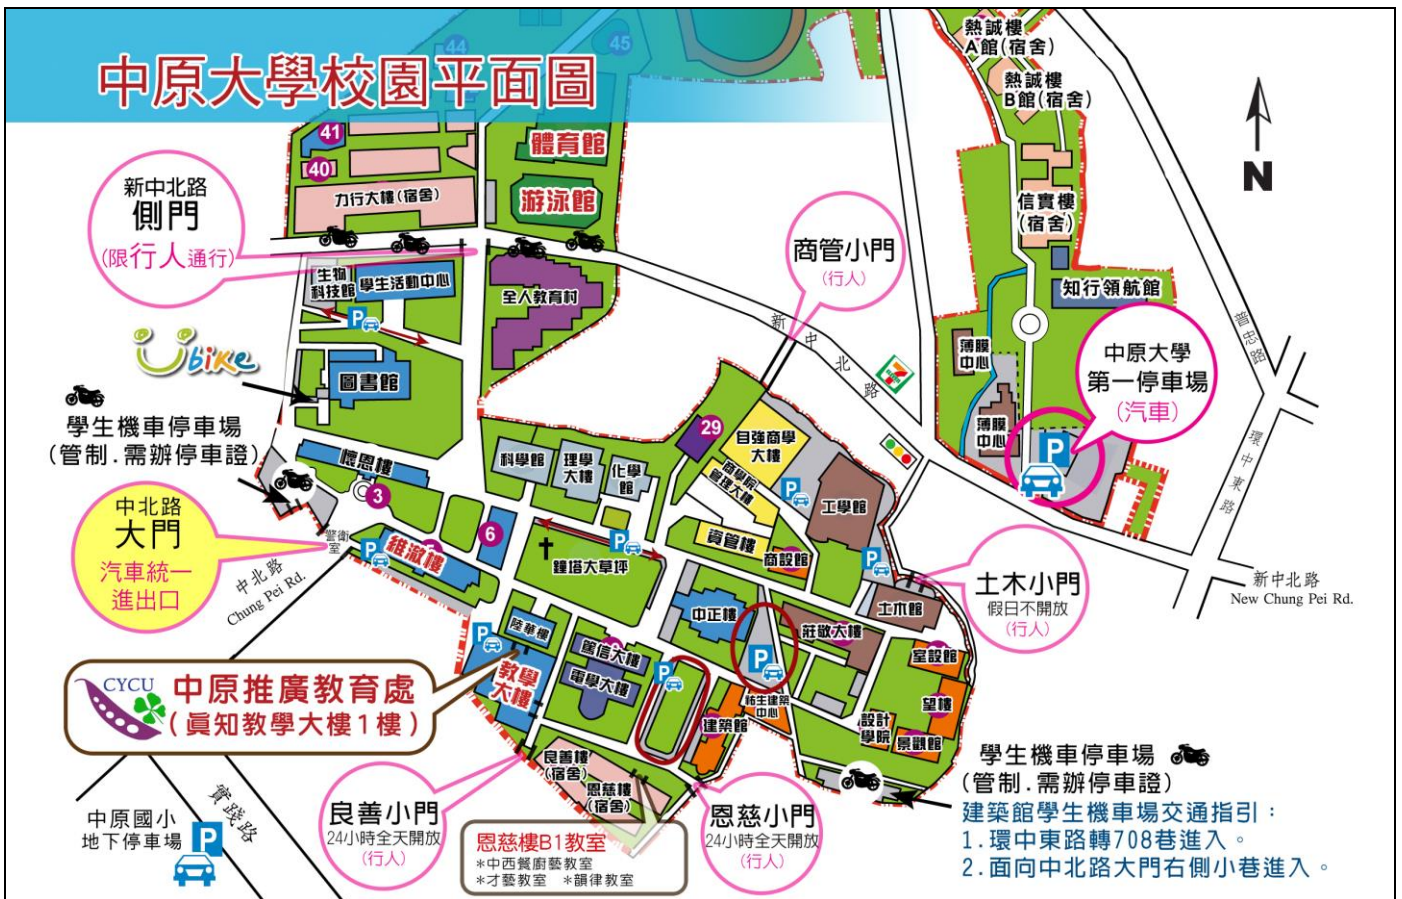 中原大學校園平面圖
44
45
熱誠樓
A館(宿舍)
熱誠樓
B館(宿舍)
N
41
40
體育館
游泳館
力行大樓(宿舍)
信實樓
(宿舍)
新中北路
側門
(限行人通行)
商管小門
(行人)
生物
科技館
學生活動中心
全人教育村
知行領航館
普忠路
P
新中北路
7
薄膜
中心
中原大學
第一停車場
(汽車)
Ubike
圖書館
學生機車停車場
(管制.需辦停車證)
29
自強商學
大樓
薄膜
中心
P
環中東路
懷恩樓
科學館
理學
大樓
化學
館
商學院
管理大樓
P
工學館
3
中北路
大門
汽車統一
進出口
6
警衛
室
P
維澈樓
鐘塔大草坪
P
資管樓
商設館
P
土木小門
假日不開放
(行人)
新中北路
New Chung Pei Rd.
中北路
Chung Pei Rd.
中正樓
土木館
陸華樓
P
篤信大樓
莊敬大樓
室設館
CYCU
中原推廣教育處
(真知教學大樓1樓)
教學
大樓
電學大樓
P
P
祐生建築
中心
望樓
建築館
設計
學院
景觀館
良善樓
(宿舍)
恩慈樓
(宿舍)
學生機車停車場
(管制.需辦停車證)
中原國小
地下停車場
P
實踐路
良善小門
24小時全天開放
(行人)
恩慈樓B1教室
*中西餐廚藝教室
*才藝教室 *韻律教室
恩慈小門
24小時全天開放
(行人)
建築館學生機車場交通指引：
1.環中東路轉708巷進入。
2.面向中北路大門右側小巷進入。